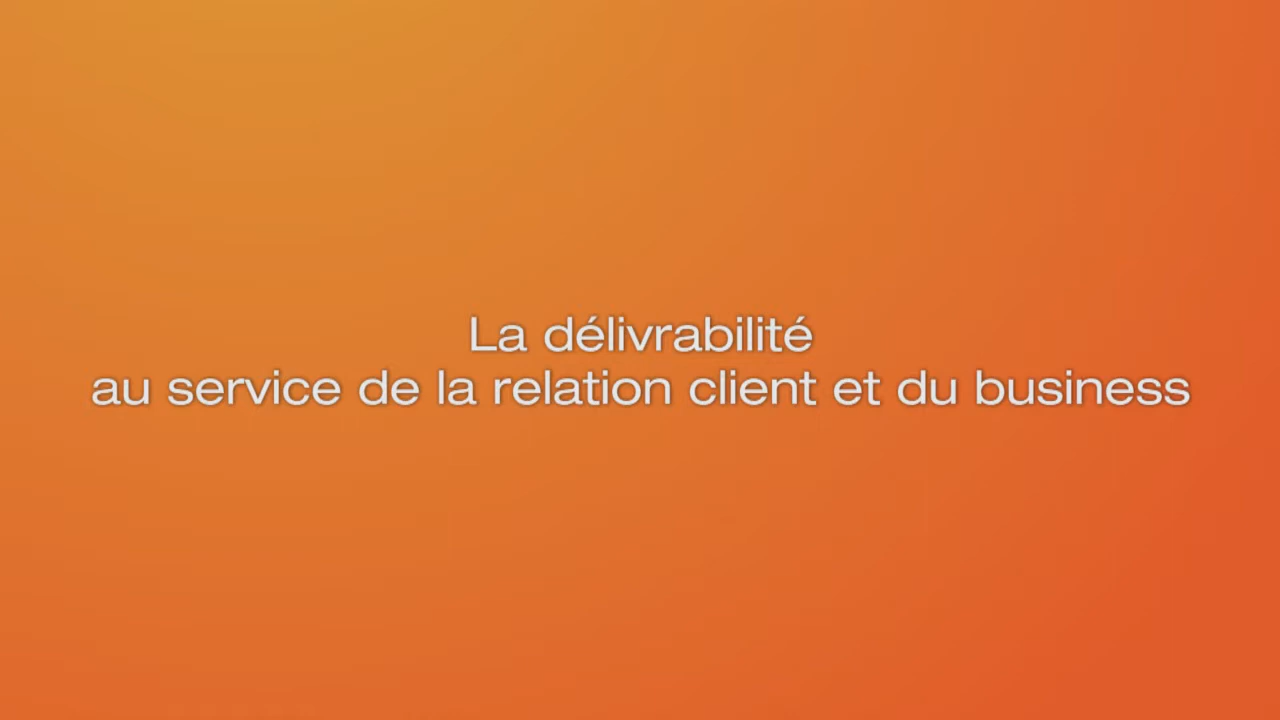 La délivrabilité
au service de la relation client et du business